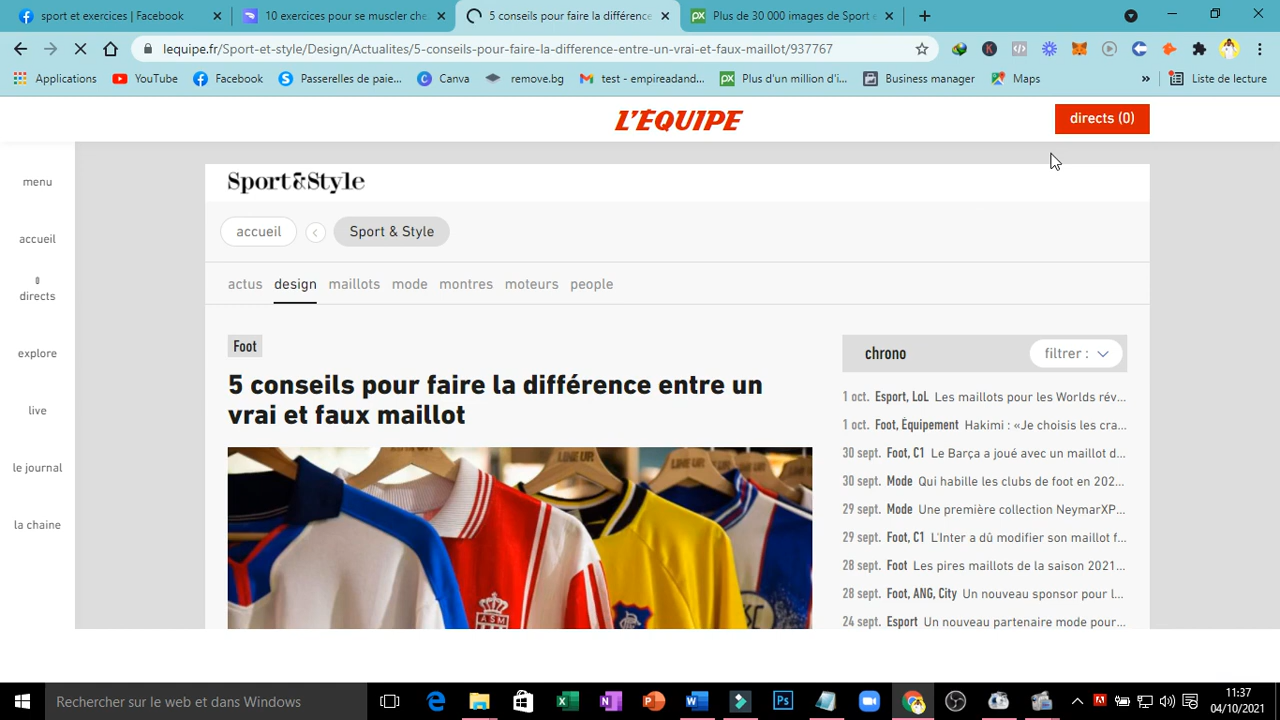 sport et exercices | Facebook
10 exercices pour se muscler che
5 conseils pour faire la différence
Plus de 30 000 images de Sport e
lequipe.fr/Sport-et-style/Design/Actualites/5-conseils-pour-faire-la-difference-entre-un-vrai-et-faux-maillot/937767
Applications YouTube Facebook Passerelles de paie... Canva remove.bg test - empireadand... Plus d'un million d'i... Business manager Maps » Liste de lecture
L'ÉQUIPE
directs (0)
menu
accueil
0
directs
explore
live
le journal
la chaine
Sport&Style
accueil Sport & Style
actus design maillots mode montres moteurs people
Foot
5 conseils pour faire la différence entre un
vrai et faux maillot
LINE UP
LINE UP
LINE UP
ASM
chrono filtrer :
1 oct. Esport, LoL Les maillots pour les Worlds rév...
1 oct. Foot, Équipement Hakimi : «Je choisis les cra...
30 sept. Foot, C1 Le Barça a joué avec un maillot d...
30 sept. Mode Qui habille les clubs de foot en 202...
29 sept. Mode Une première collection NeymarXP...
29 sept. Foot, C1 L'Inter a dû modifier son maillot f...
28 sept. Foot Les pires maillots de la saison 2021...
28 sept. Foot, ANG, City Un nouveau sponsor pour l...
24 sept. Esport Un nouveau partenaire mode pour...
Rechercher sur le web et dans Windows
11:37
04/10/2021